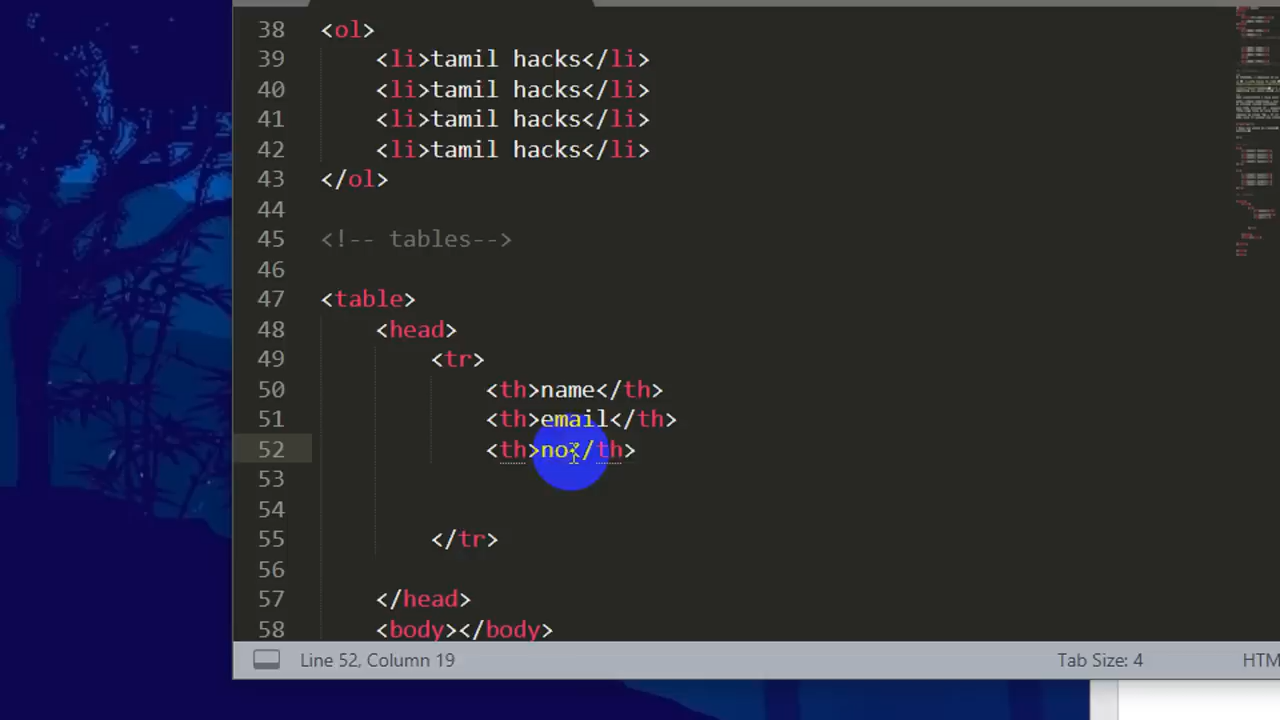 38 <ol>
39 <li>tamil hacks</li>
40 <li>tamil hacks</li>
41 <li>tamil hacks</li>
42 <li>tamil hacks</li>
43 </ol>
44
45 <!-- tables-->
46
47 <table>
48 <head>
49 <tr>
50 <th>name</th>
51 <th>email</th>
52 <th>no</th>
53
54
55 </tr>
56
57 </head>
58 <body></body>
Line 52, Column 19 Tab Size: 4 HTM